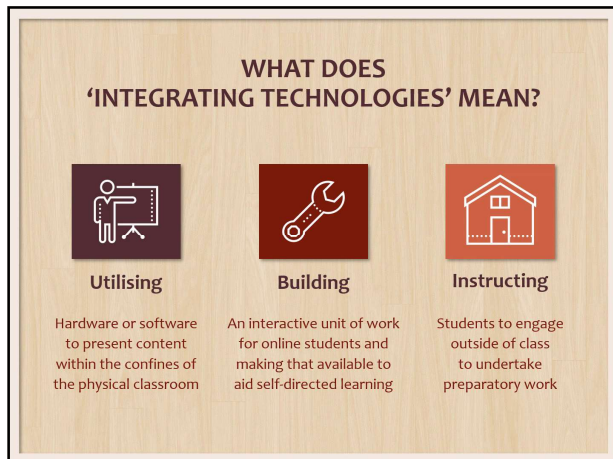 WHAT DOES
‘INTEGRATING TECHNOLOGIES’ MEAN?
Utilising
Hardware or software
to present content
within the confines of
the physical classroom
Building
An interactive unit of work
for online students and
making that available to
aid self-directed learning
Instructing
Students to engage
outside of class
to undertake
preparatory work